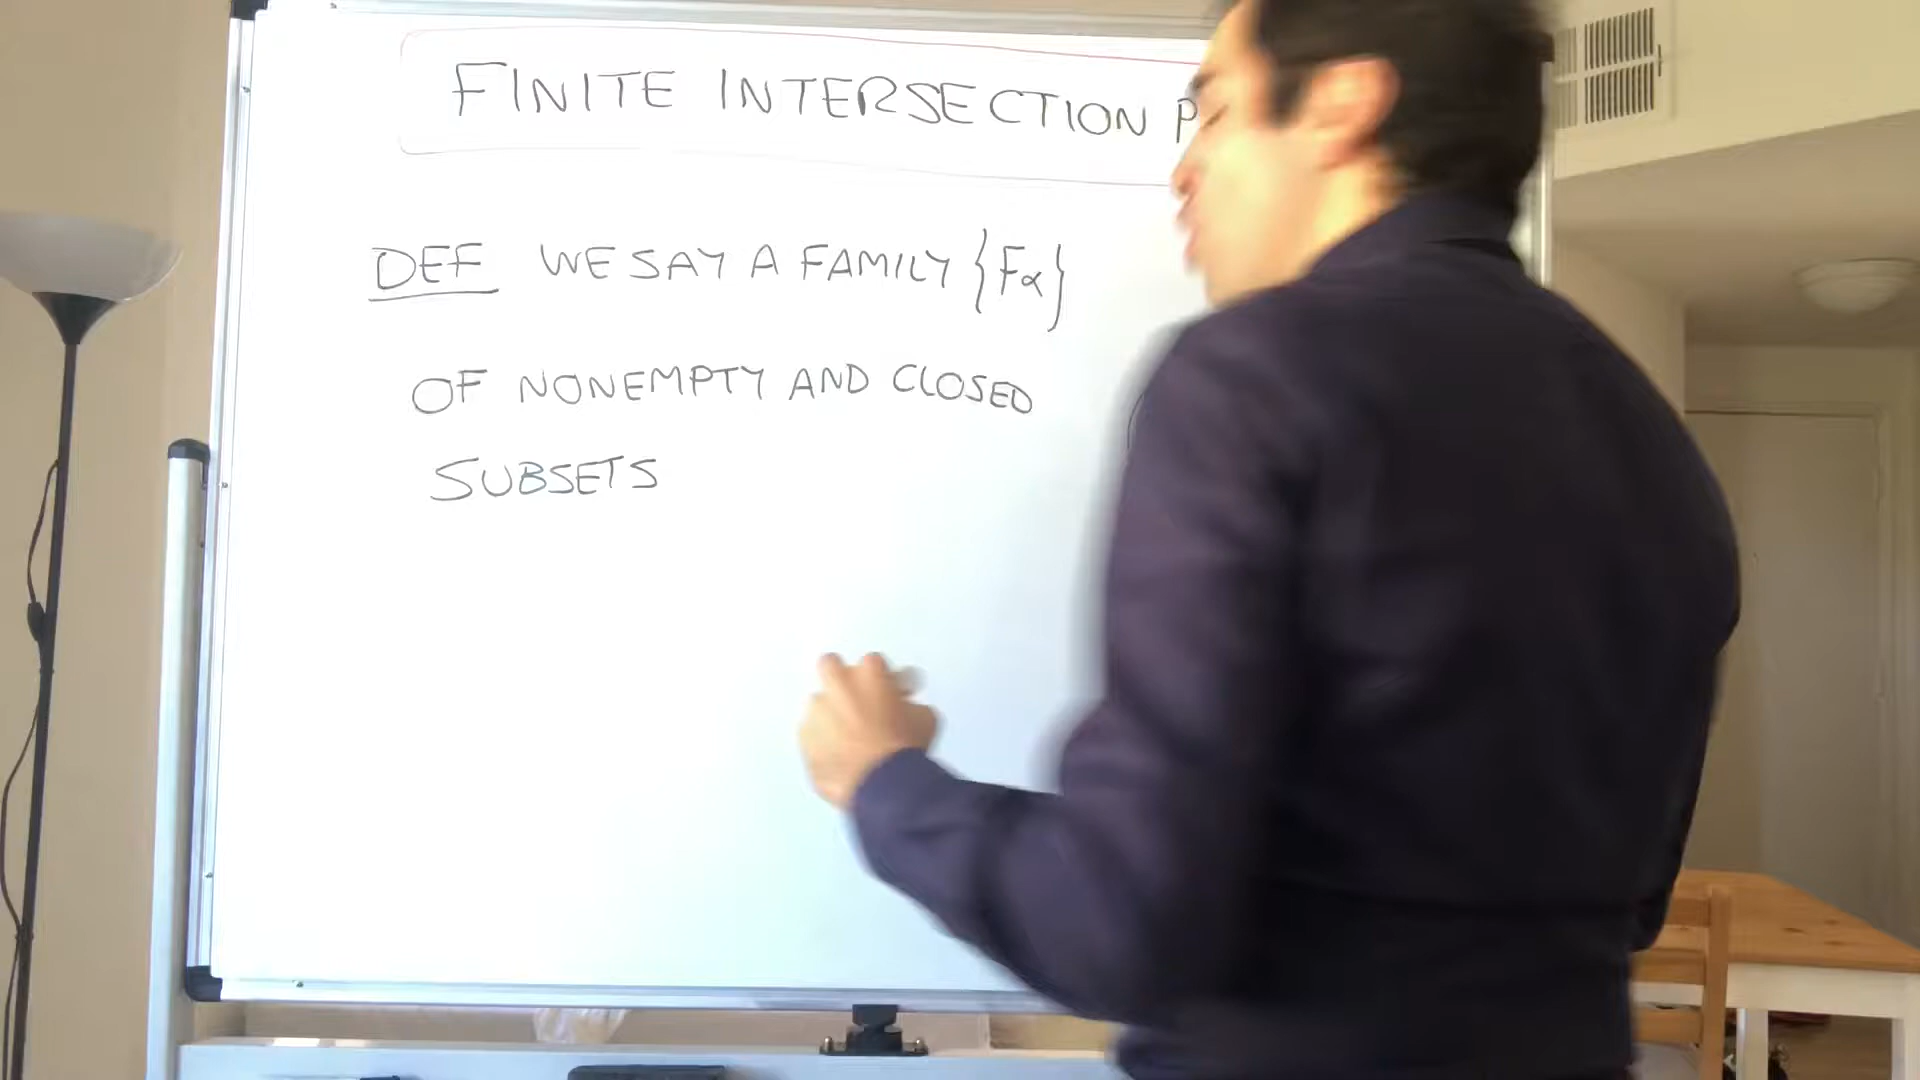 FINITE INTERSECTION P
DEF WE SAY A FAMILY {Fα}
OF NONEMPTY AND CLOSED
SUBSETS